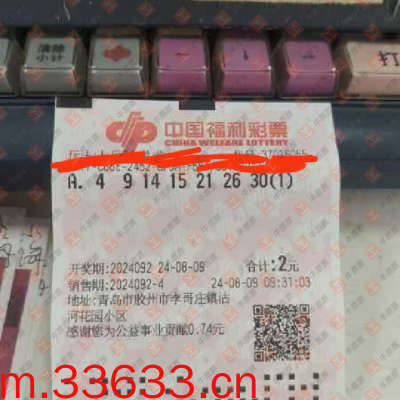 清除
小计
打
中国福利彩票
CHINA WELFARE LOTTERY
A. 4 9 14 15 21 26 30(1)
开奖期:2024092 24-08-09 合计:2元
销售期:2024092-4 24-08-09 09:31:03
地址:青岛市胶州市李哥庄镇沽
河花园小区
感谢您为公益事业贡献0.74元
m.33633.cn